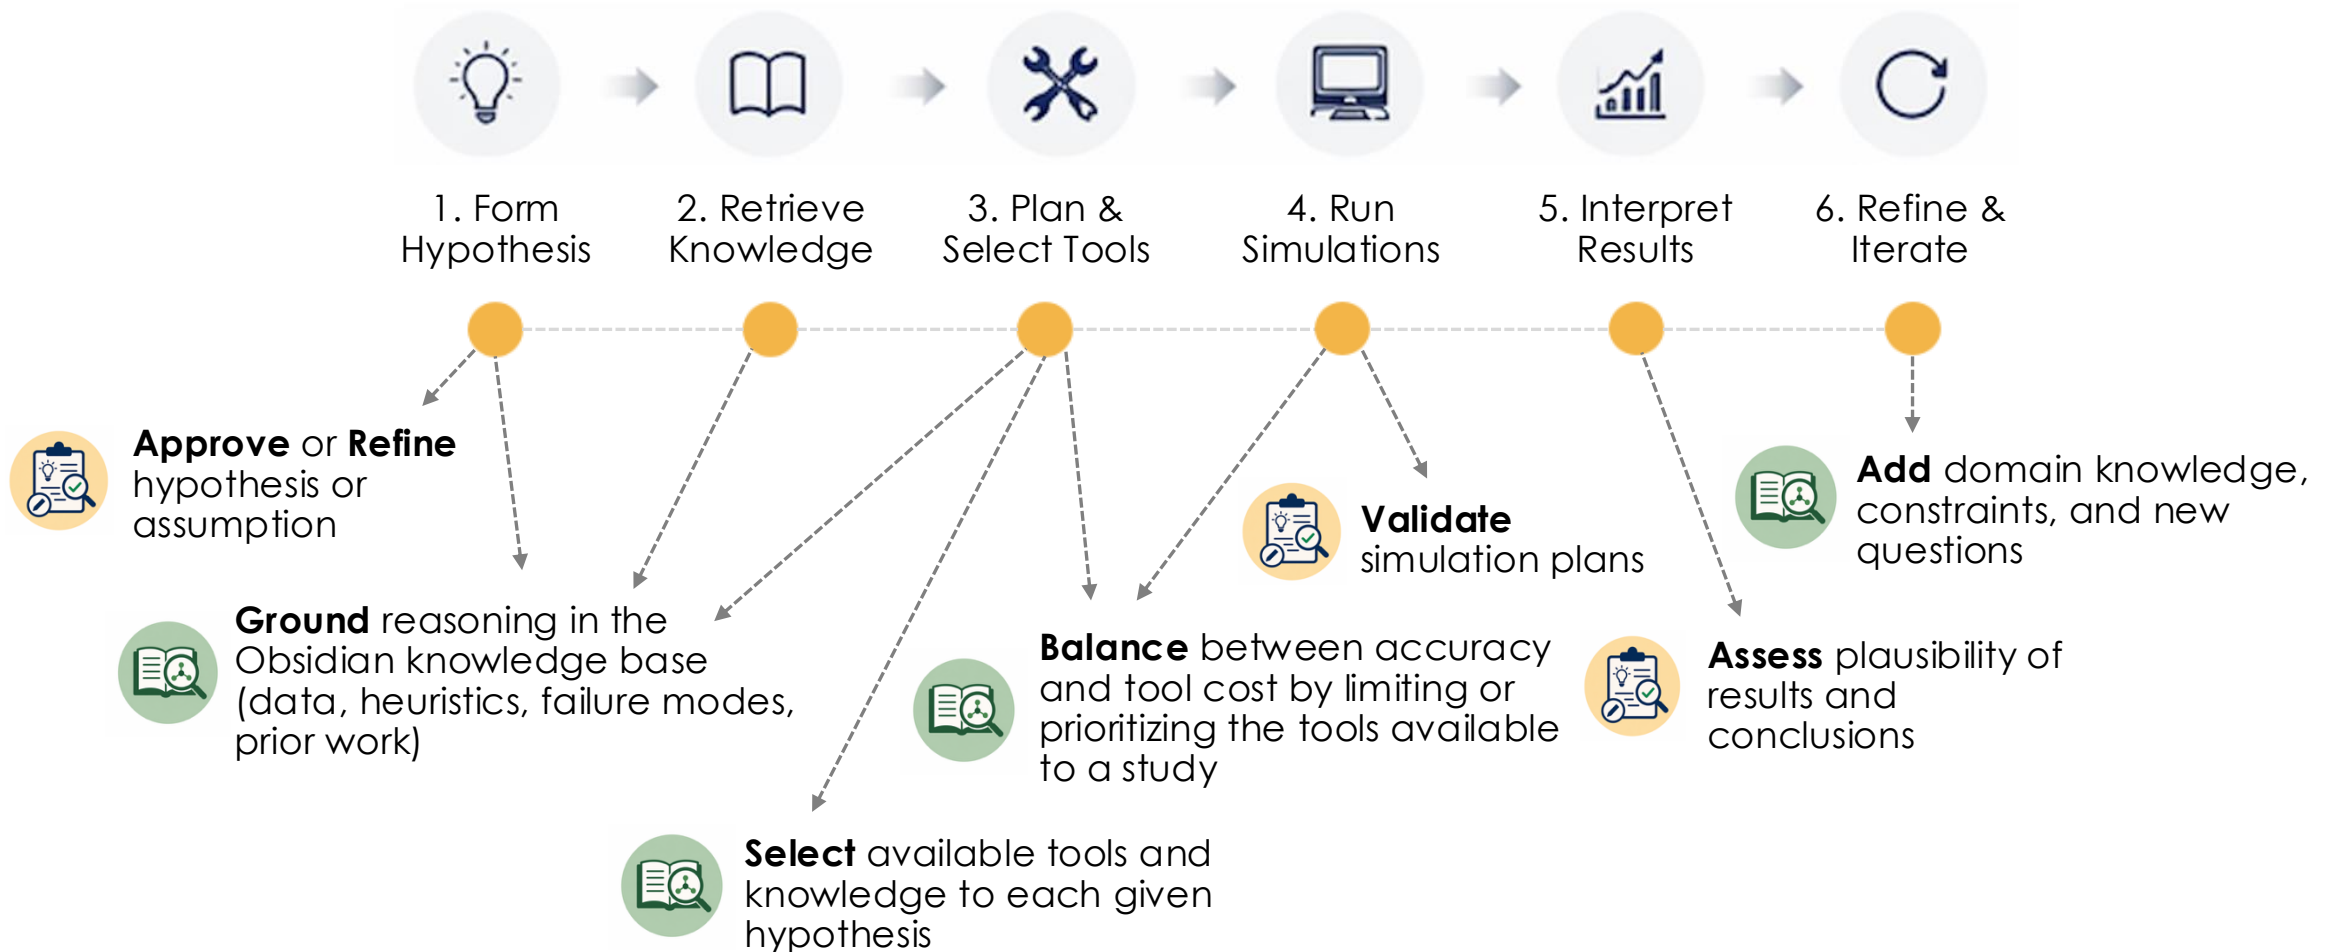 1. Form
Hypothesis
2. Retrieve
Knowledge
3. Plan &
Select Tools
4. Run
Simulations
5. Interpret
Results
6. Refine &
Iterate
Approve or Refine
hypothesis or
assumption
Ground reasoning in the
Obsidian knowledge base
(data, heuristics, failure modes,
prior work)
Select available tools and
knowledge to each given
hypothesis
Balance between accuracy
and tool cost by limiting or
prioritizing the tools available
to a study
Validate
simulation plans
Assess plausibility of
results and
conclusions
Add domain knowledge,
constraints, and new
questions